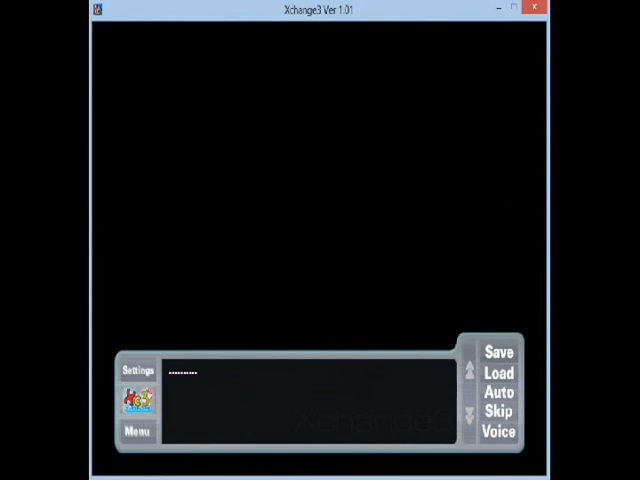 Xchange3 Ver 1.01
Settings
..........
Menu
Save
Load
Auto
Skip
Voice